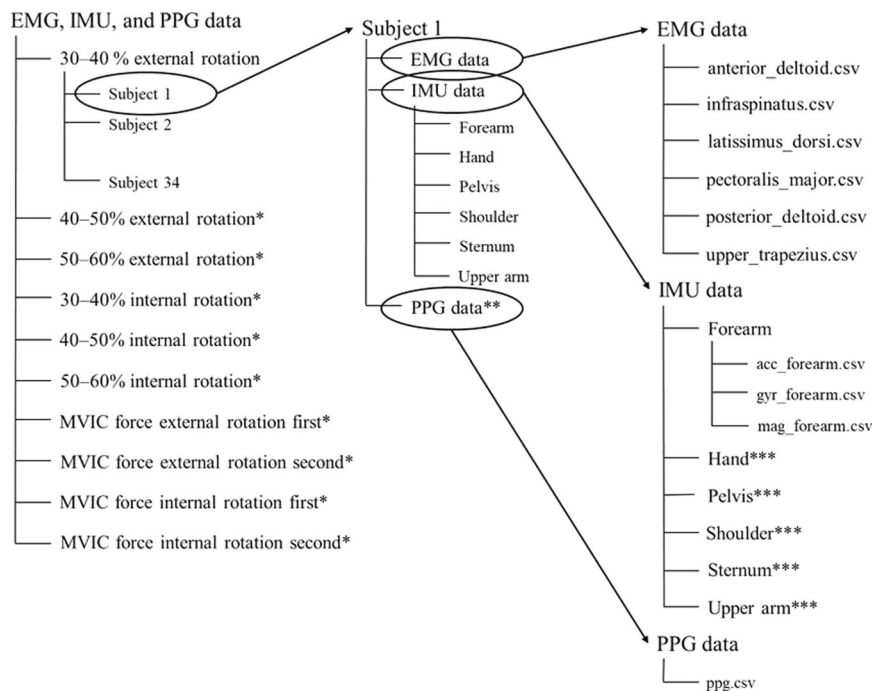 EMG, IMU, and PPG data
30–40 % external rotation
Subject 1
Subject 2
Subject 34
40–50% external rotation*
50–60% external rotation*
30–40% internal rotation*
40–50% internal rotation*
50–60% internal rotation*
MVIC force external rotation first*
MVIC force external rotation second*
MVIC force internal rotation first*
MVIC force internal rotation second*
Subject 1
EMG data
IMU data
Forearm
Hand
Pelvis
Shoulder
Sternum
Upper arm
PPG data**
EMG data
anterior_deltoid.csv
infraspinatus.csv
latissimus_dorsi.csv
pectoralis_major.csv
posterior_deltoid.csv
upper_trapezius.csv
IMU data
Forearm
acc_forearm.csv
gyr_forearm.csv
mag_forearm.csv
Hand***
Pelvis***
Shoulder***
Sternum***
Upper arm***
PPG data
ppg.csv